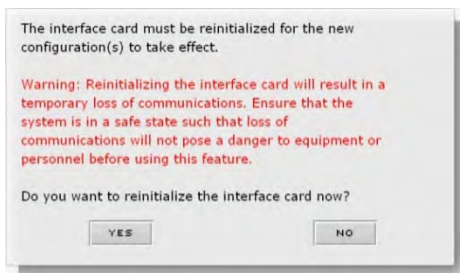 The interface card must be reinitialized for the new
configuration(s) to take effect.
Warning: Reinitializing the interface card will result in a
temporary loss of communications. Ensure that the
system is in a safe state such that loss of
communications will not pose a danger to equipment or
personnel before using this feature.
Do you want to reinitialize the interface card now?
YES
NO